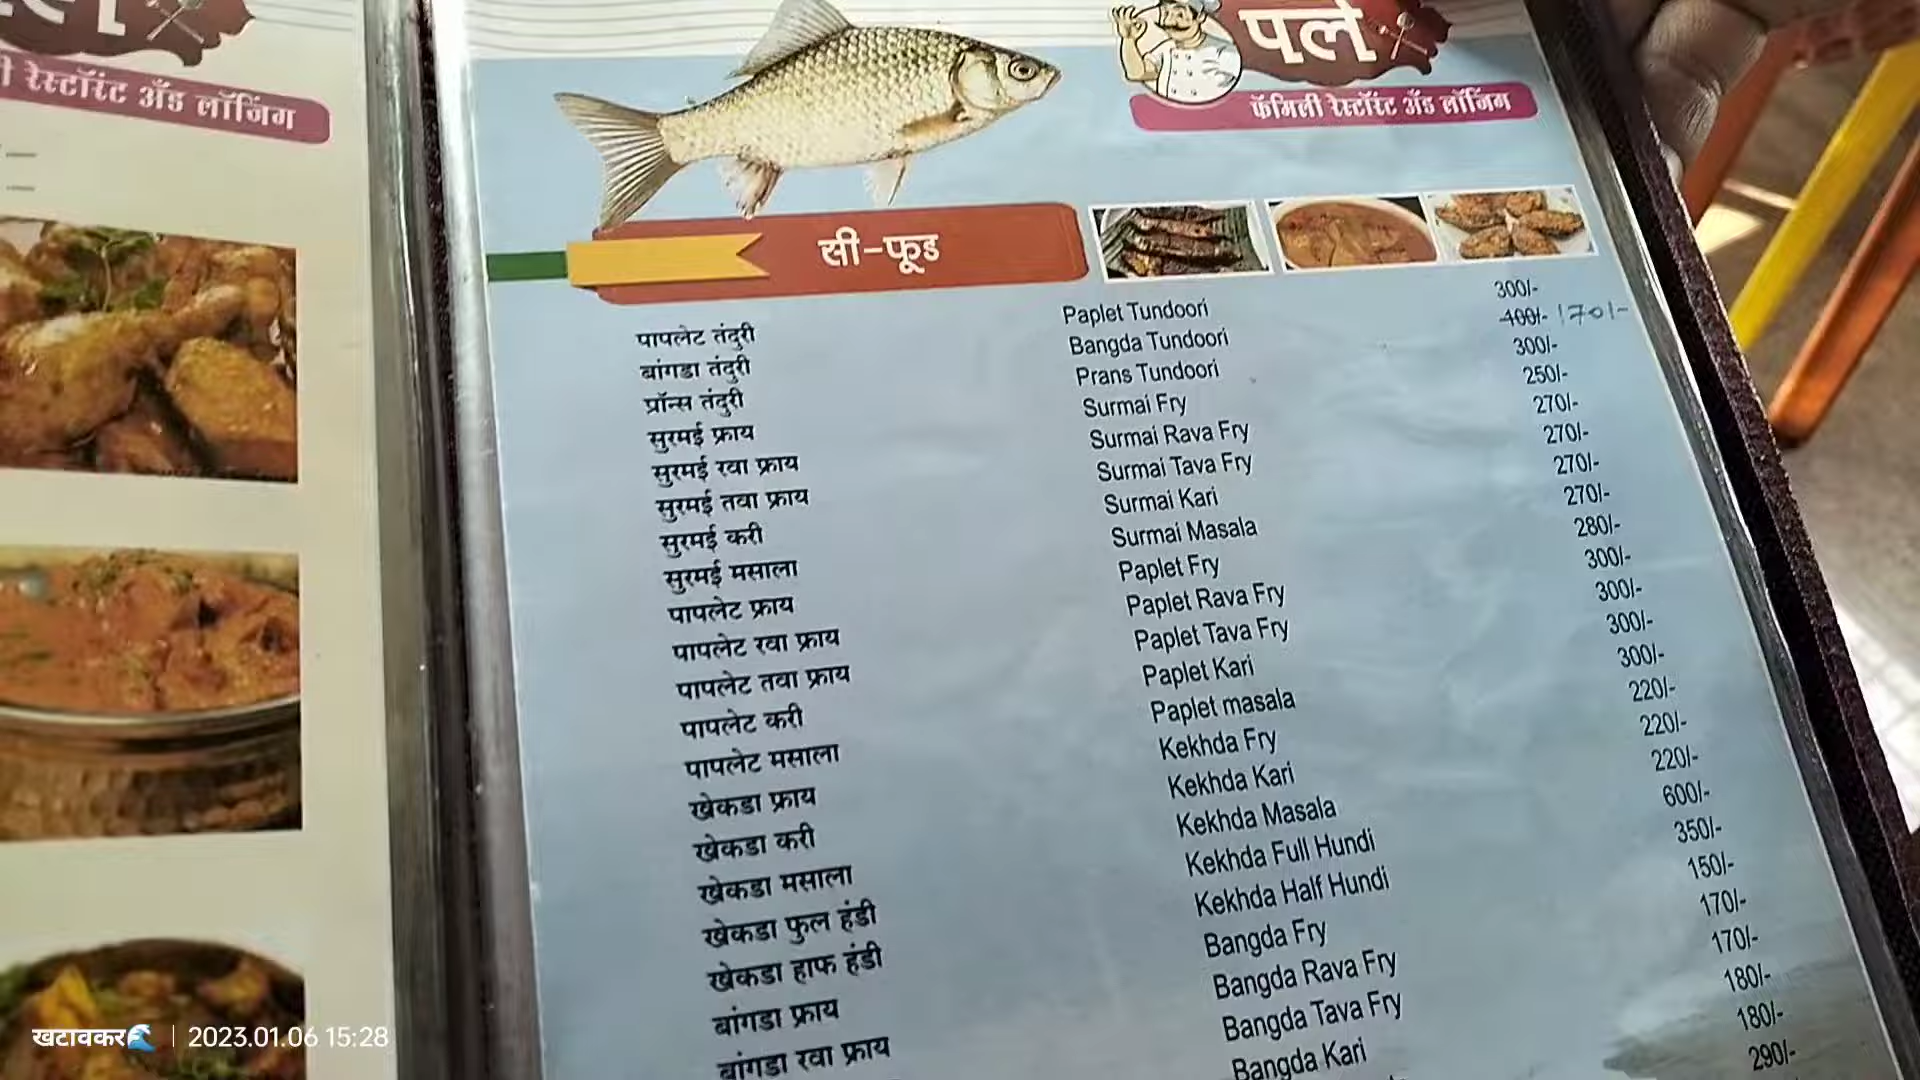 रेस्टॉरंट अँड लॉजिंग
पर्ल
फॅमिली रेस्टॉरंट अँड लॉजिंग
सी-फूड
पापलेट तंदुरी Paplet Tundoori 300/-
बांगडा तंदुरी Bangda Tundoori 400/- 170/-
प्रॉन्स तंदुरी Prans Tundoori 300/-
सुरमई फ्राय Surmai Fry 250/-
सुरमई रवा फ्राय Surmai Rava Fry 270/-
सुरमई तवा फ्राय Surmai Tava Fry 270/-
सुरमई करी Surmai Kari 270/-
सुरमई मसाला Surmai Masala 270/-
पापलेट फ्राय Paplet Fry 280/-
पापलेट रवा फ्राय Paplet Rava Fry 300/-
पापलेट तवा फ्राय Paplet Tava Fry 300/-
पापलेट करी Paplet Kari 300/-
पापलेट मसाला Paplet masala 300/-
खेकडा फ्राय Kekhda Fry 220/-
खेकडा करी Kekhda Kari 220/-
खेकडा मसाला Kekhda Masala 220/-
खेकडा फुल हंडी Kekhda Full Hundi 600/-
खेकडा हाफ हंडी Kekhda Half Hundi 350/-
बांगडा फ्राय Bangda Fry 150/-
बांगडा रवा फ्राय Bangda Rava Fry 170/-
Bangda Tava Fry 170/-
Bangda Kari 180/-
180/-
290/-
खटावकर🌊 | 2023.01.06 15:28